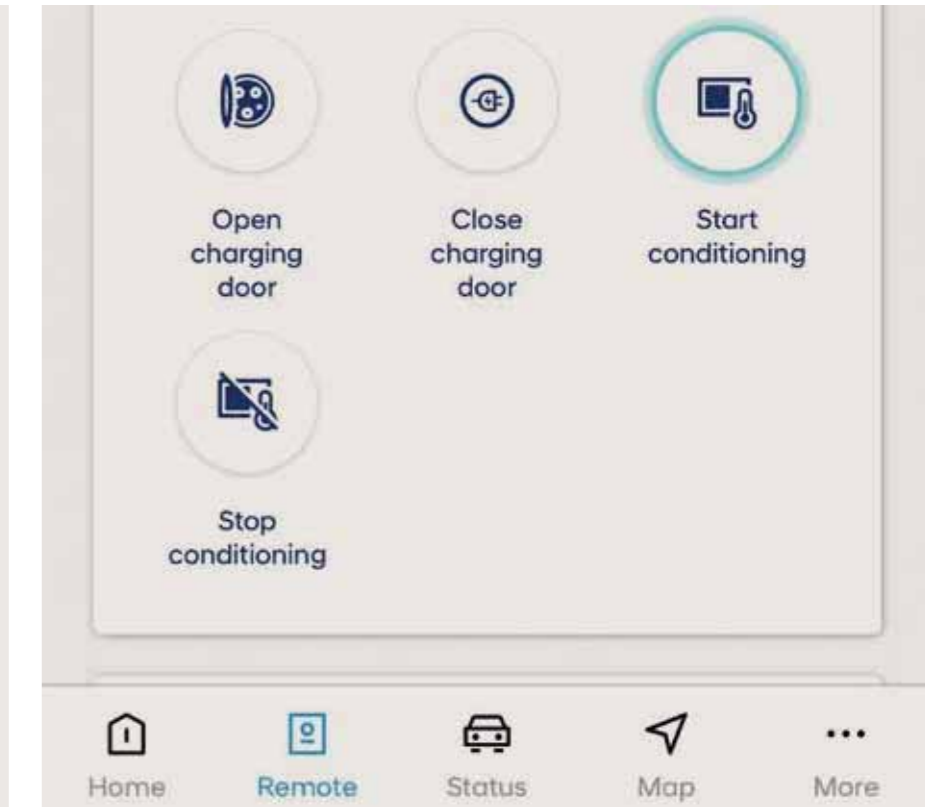 Open
charging
door
Close
charging
door
Start
conditioning
Stop
conditioning
Home
Remote
Status
Map
More